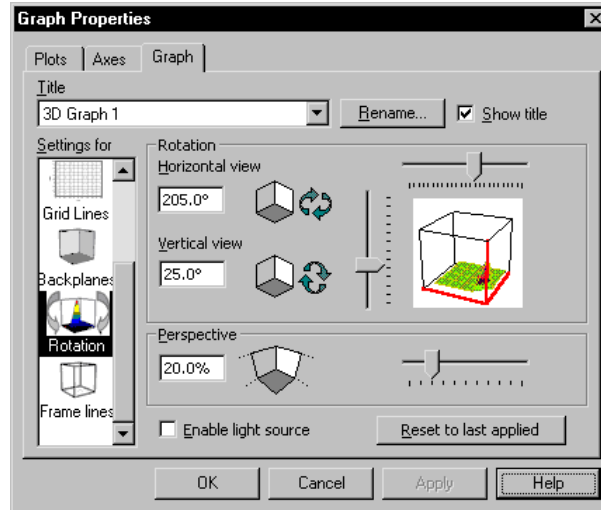 Graph Properties
Plots
Axes
Graph
Title
3D Graph 1
Rename...
Show title
Settings for
Grid Lines
Backplanes
Rotation
Frame lines
Rotation
Horizontal view
205.0°
Vertical view
25.0°
Perspective
20.0%
Enable light source
Reset to last applied
OK
Cancel
Apply
Help